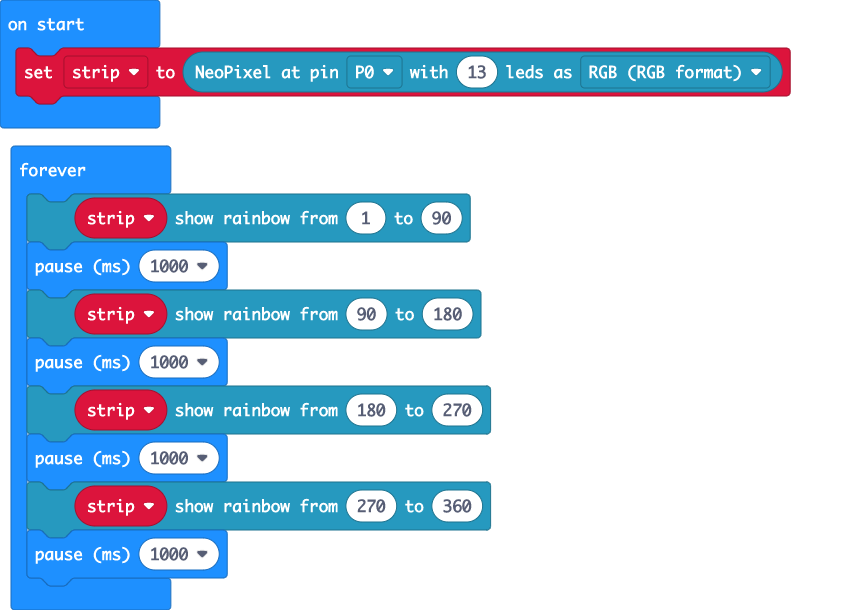 on start
set strip to NeoPixel at pin P0 with 13 leds as RGB (RGB format)
forever
strip show rainbow from 1 to 90
pause (ms) 1000
strip show rainbow from 90 to 180
pause (ms) 1000
strip show rainbow from 180 to 270
pause (ms) 1000
strip show rainbow from 270 to 360
pause (ms) 1000